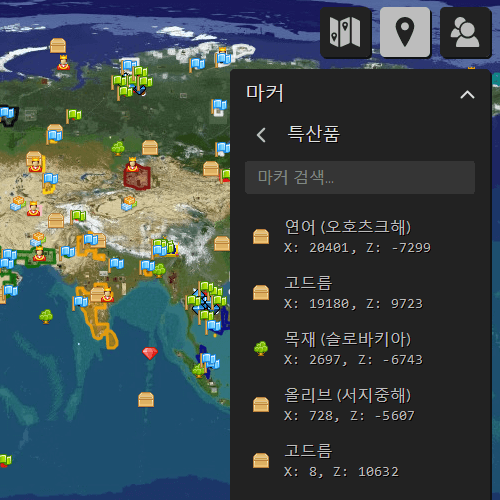 마커
특산품
마커 검색...
연어 (오호츠크해)
X: 20401, Z: -7299
고드름
X: 19180, Z: 9723
목재 (슬로바키아)
X: 2697, Z: -6743
올리브 (서지중해)
X: 728, Z: -5607
고드름
X: 8, Z: 10632